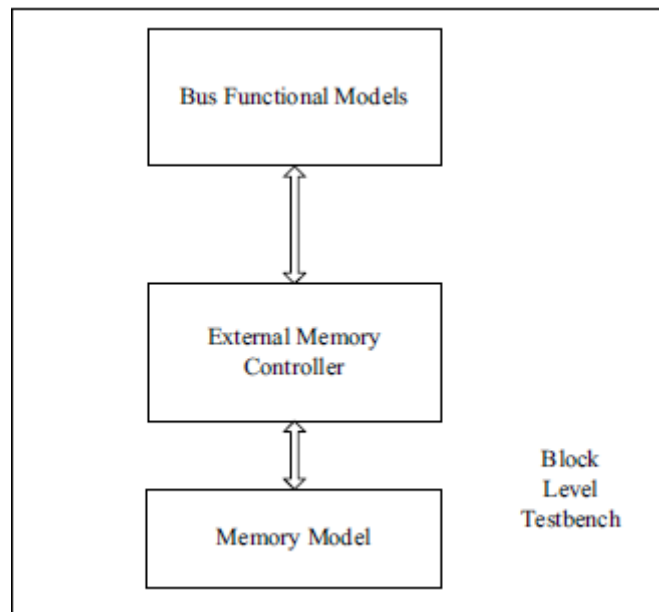 Bus Functional Models
External Memory
Controller
Block
Level
Testbench
Memory Model